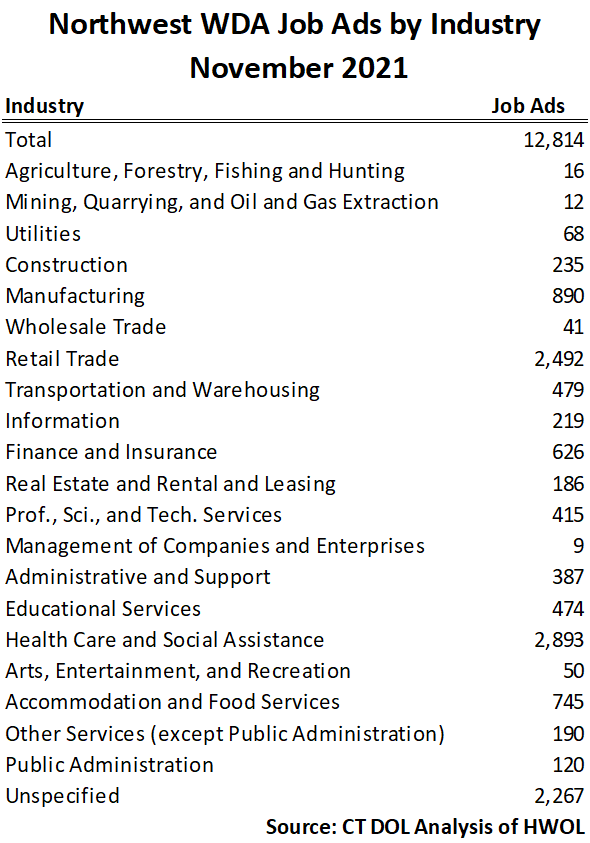 Northwest WDA Job Ads by Industry
November 2021
Industry Job Ads
Total 12,814
Agriculture, Forestry, Fishing and Hunting 16
Mining, Quarrying, and Oil and Gas Extraction 12
Utilities 68
Construction 235
Manufacturing 890
Wholesale Trade 41
Retail Trade 2,492
Transportation and Warehousing 479
Information 219
Finance and Insurance 626
Real Estate and Rental and Leasing 186
Prof., Sci., and Tech. Services 415
Management of Companies and Enterprises 9
Administrative and Support 387
Educational Services 474
Health Care and Social Assistance 2,893
Arts, Entertainment, and Recreation 50
Accommodation and Food Services 745
Other Services (except Public Administration) 190
Public Administration 120
Unspecified 2,267
Source: CT DOL Analysis of HWOL